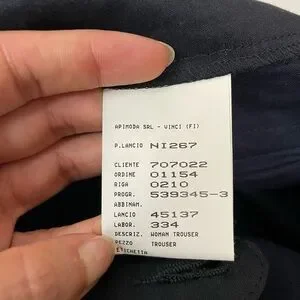 APIMODA SRL - VINCI (FI)
P.LANCIO NI267
CLIENTE 707022
ORDINE 01154
RIGA 0210
PROGR. 539345-3
ABBINAM.
LANCIO 45137
LABOR. 334
DESCRIZ. WOMAN TROUSER
PEZZO TROUSER
ETICHETTA